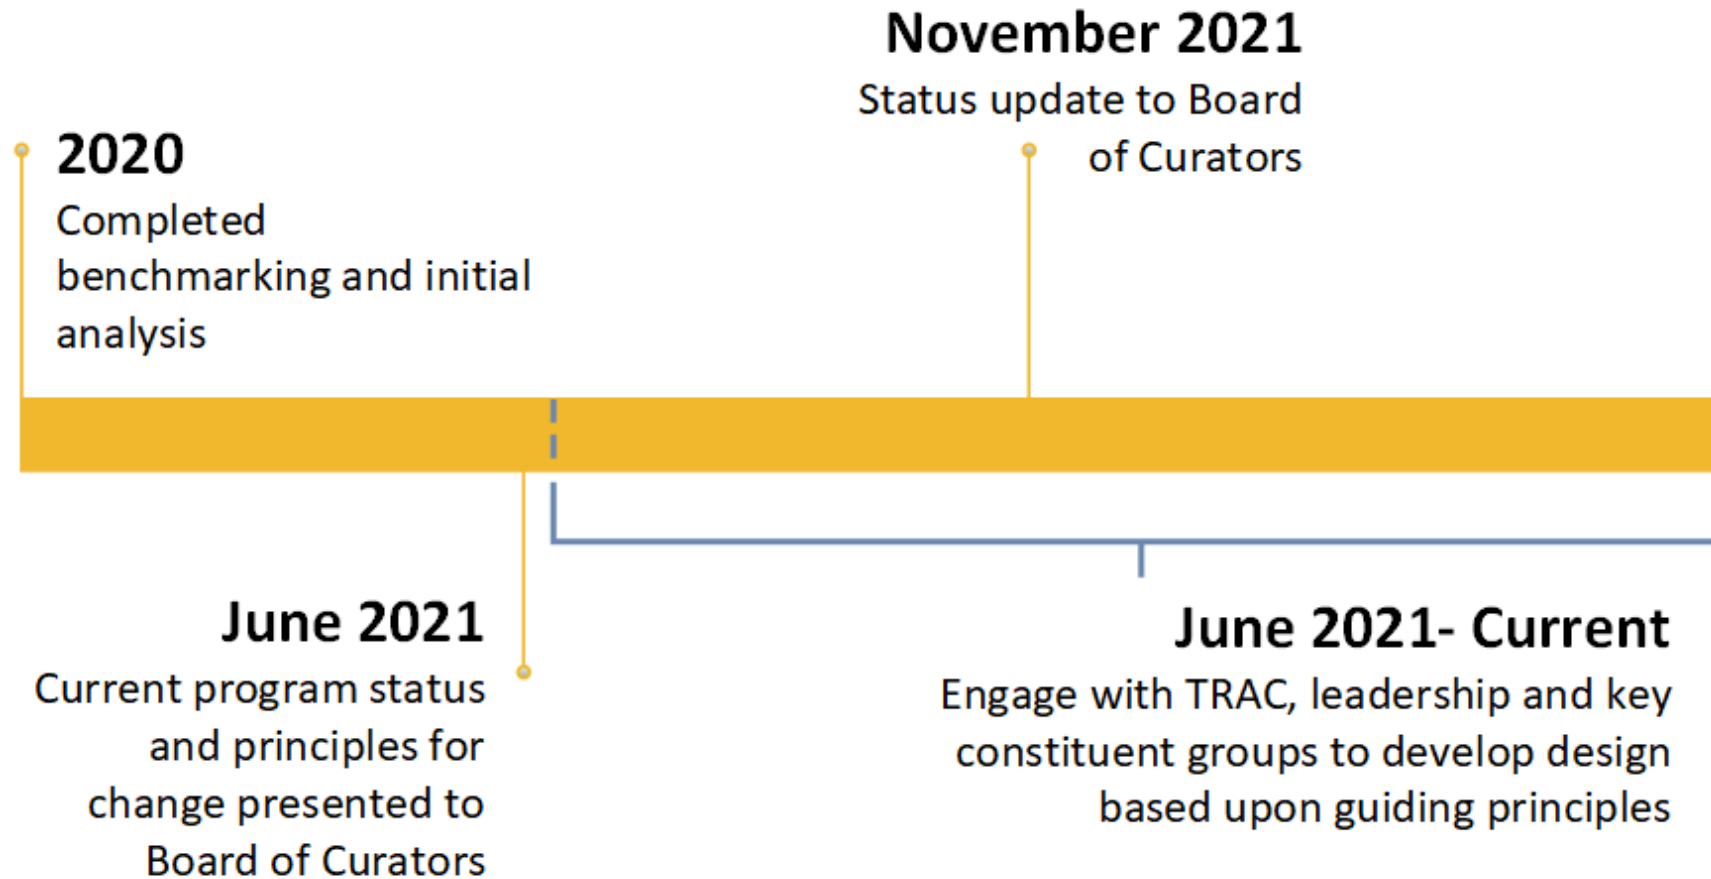 2020
Completed
benchmarking and initial
analysis
November 2021
Status update to Board
of Curators
June 2021
Current program status
and principles for
change presented to
Board of Curators
June 2021- Current
Engage with TRAC, leadership and key
constituent groups to develop design
based upon guiding principles